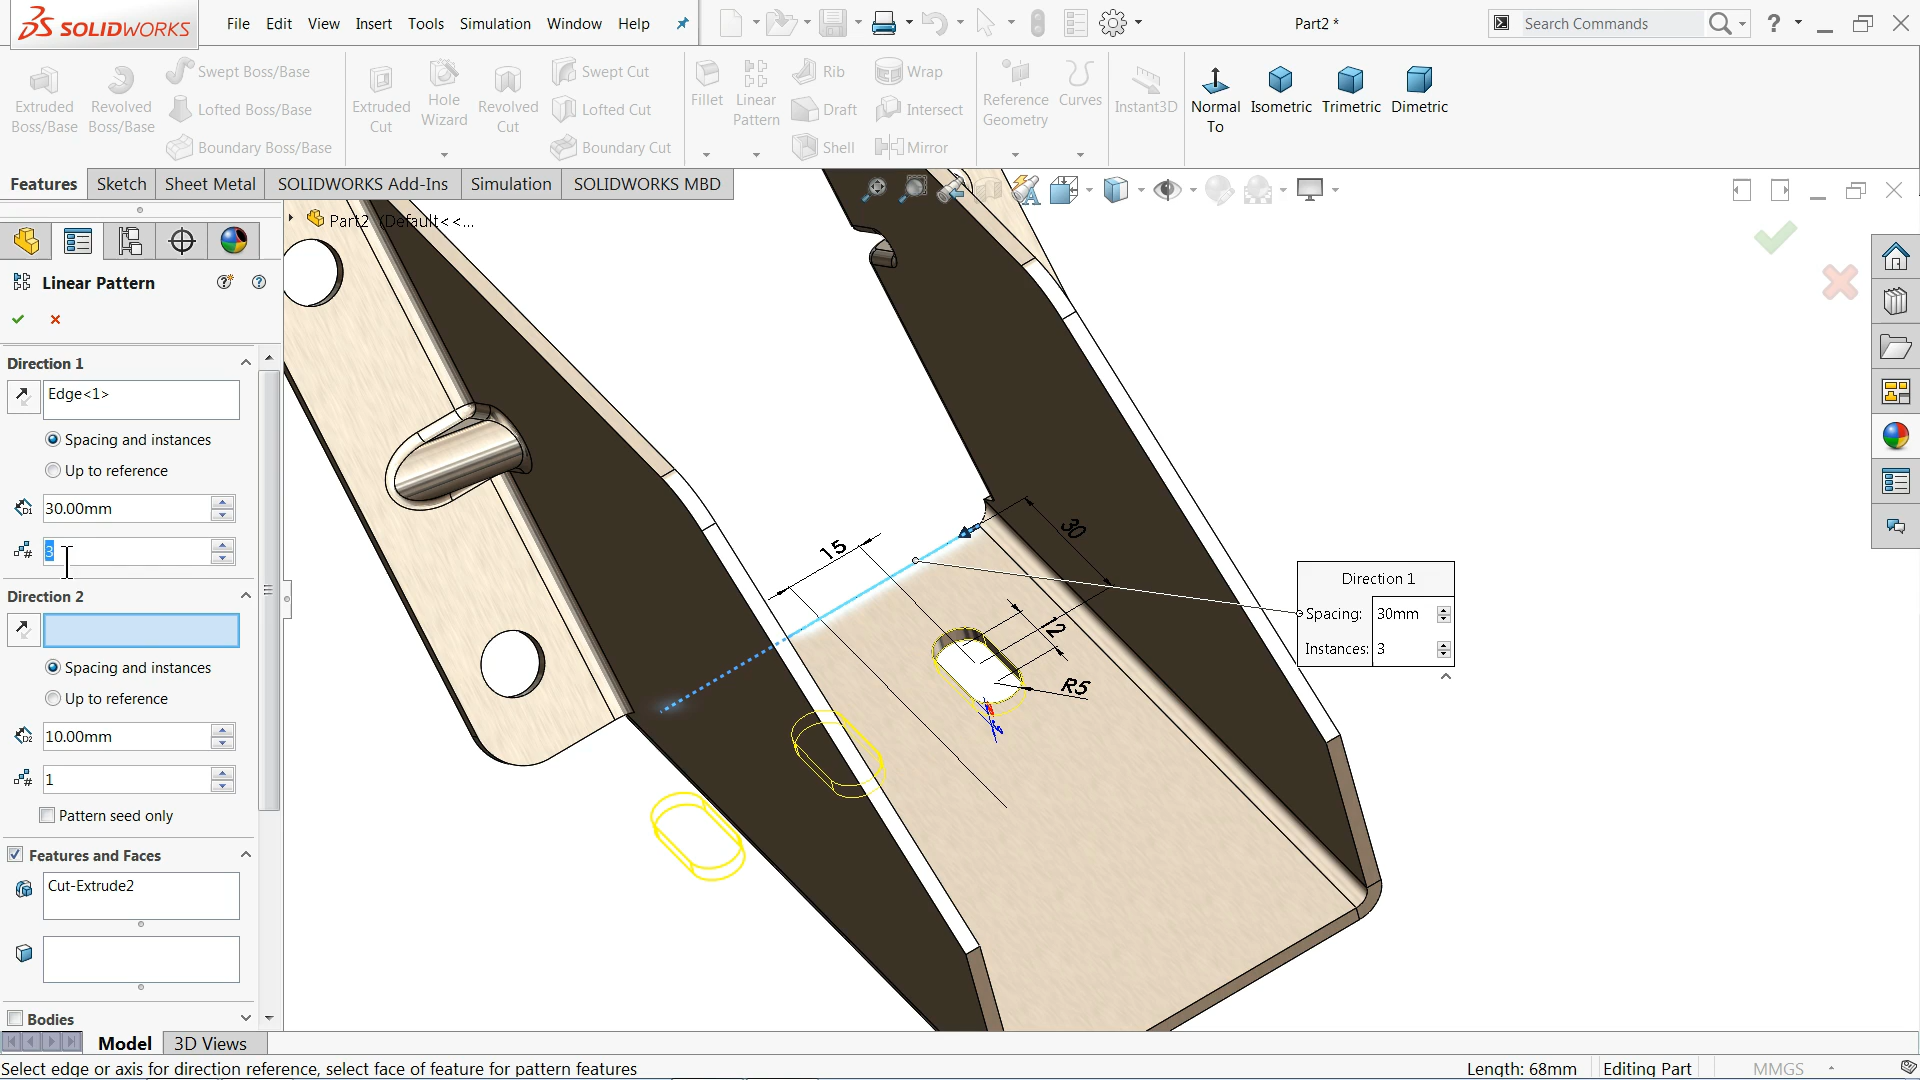 SOLIDWORKS
File Edit View Insert Tools Simulation Window Help
Part2 *
Search Commands
?
Extruded Boss/Base
Revolved Boss/Base
Swept Boss/Base
Lofted Boss/Base
Boundary Boss/Base
Extruded Cut
Hole Wizard
Revolved Cut
Swept Cut
Lofted Cut
Boundary Cut
Fillet
Linear Pattern
Rib
Draft
Shell
Wrap
Intersect
Mirror
Reference Geometry
Curves
Instant3D
Normal To
Isometric
Trimetric
Dimetric
Features Sketch Sheet Metal SOLIDWORKS Add-Ins Simulation SOLIDWORKS MBD
Part2 (Default<<...
Linear Pattern
Direction 1
Edge<1>
Spacing and instances
Up to reference
30.00mm
3
Direction 2
Spacing and instances
Up to reference
10.00mm
1
Pattern seed only
Features and Faces
Cut-Extrude2
Bodies
15
30
12
R5
Direction 1
Spacing: 30mm
Instances: 3
Model 3D Views
Select edge or axis for direction reference, select face of feature for pattern features
Length: 68mm Editing Part MMGS